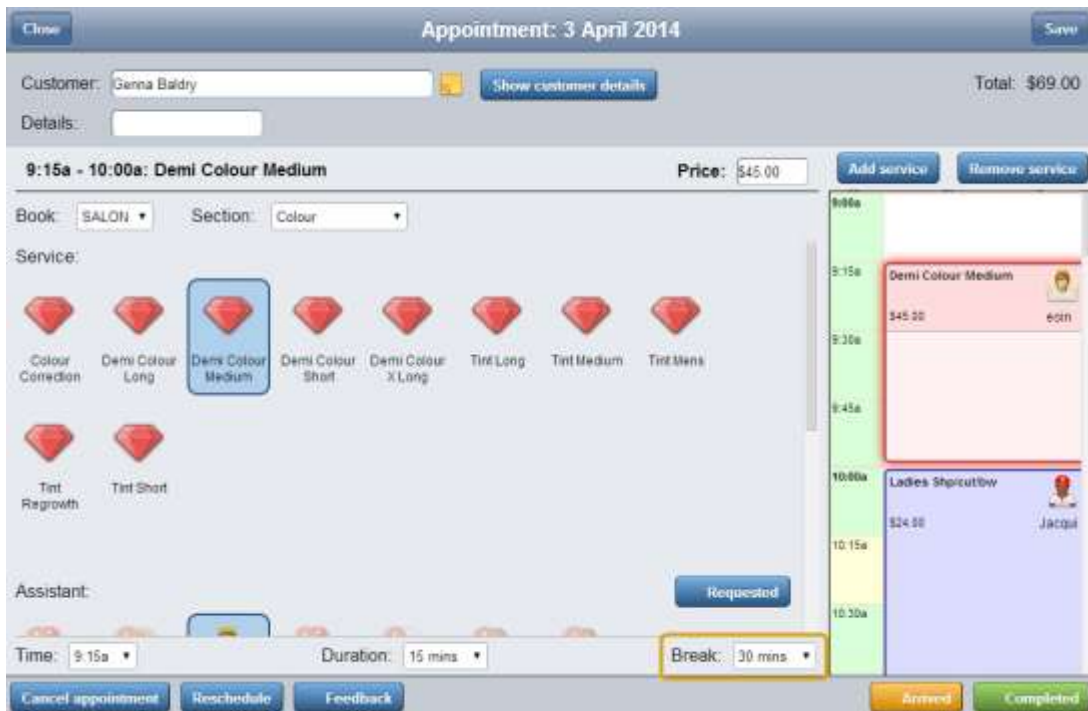 Close Appointment: 3 April 2014 Save
Customer: Genna Baldry Show customer details Total: $69.00
Details:
9:15a - 10:00a: Demi Colour Medium Price: $45.00 Add service Remove service
Book: SALON Section: Colour
Service:
Colour Correction
Demi Colour Long
Demi Colour Medium
Demi Colour Short
Demi Colour X Long
Tint Long
Tint Medium
Tint Mens
Tint Regrowth
Tint Short
Assistant: Requested
Time: 9:15a Duration: 15 mins Break: 30 mins
Cancel appointment Reschedule Feedback Arrived Completed
9:00a
9:15a Demi Colour Medium
$45.00 eoin
9:30a
9:45a
10:00a Ladies Shp/cut/bw
$24.00 Jacqui
10:15a
10:30a